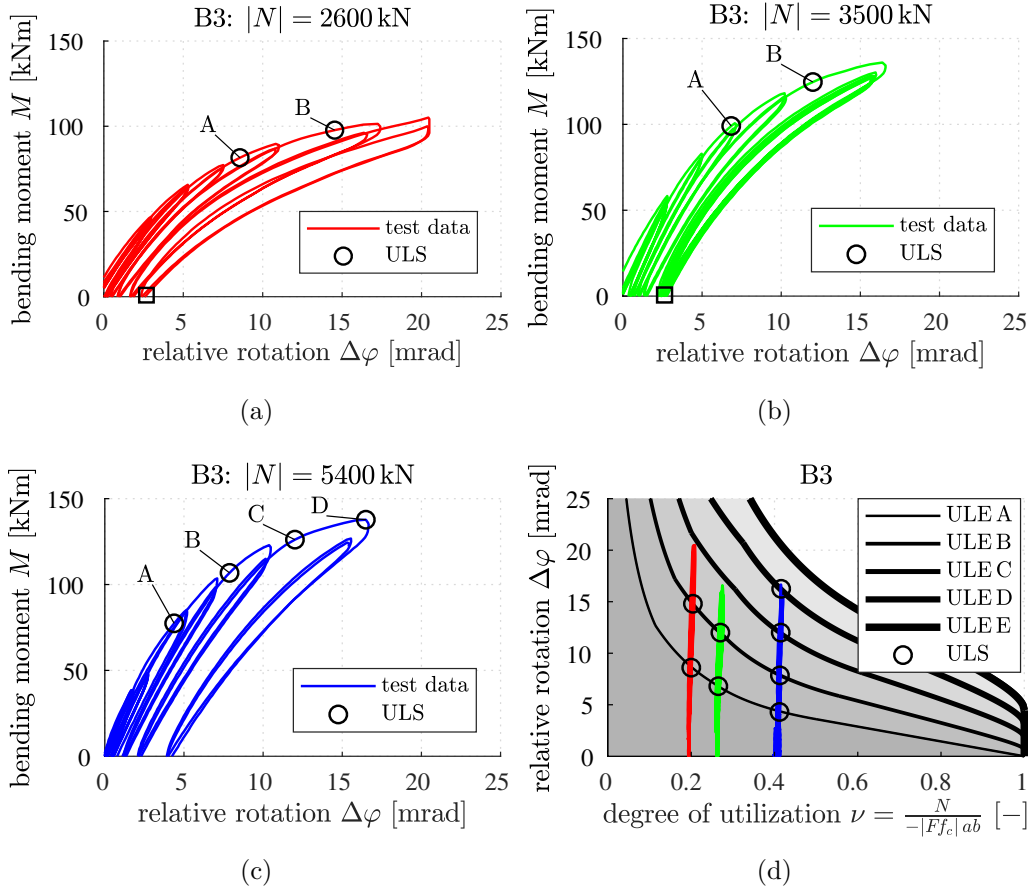 B3: |N| = 2600 kN
bending moment M [kNm]
150
100
50
0
A
B
test data
ULS
0 5 10 15 20 25
relative rotation Δφ [mrad]
(a)
B3: |N| = 3500 kN
bending moment M [kNm]
150
100
50
0
A
B
test data
ULS
0 5 10 15 20 25
relative rotation Δφ [mrad]
(b)
B3: |N| = 5400 kN
bending moment M [kNm]
150
100
50
0
A
B
C
D
test data
ULS
0 5 10 15 20 25
relative rotation Δφ [mrad]
(c)
B3
relative rotation Δφ [mrad]
25
20
15
10
5
0
ULE A
ULE B
ULE C
ULE D
ULE E
ULS
0 0.2 0.4 0.6 0.8 1
degree of utilization ν = N / −|F f_c| ab [−]
(d)